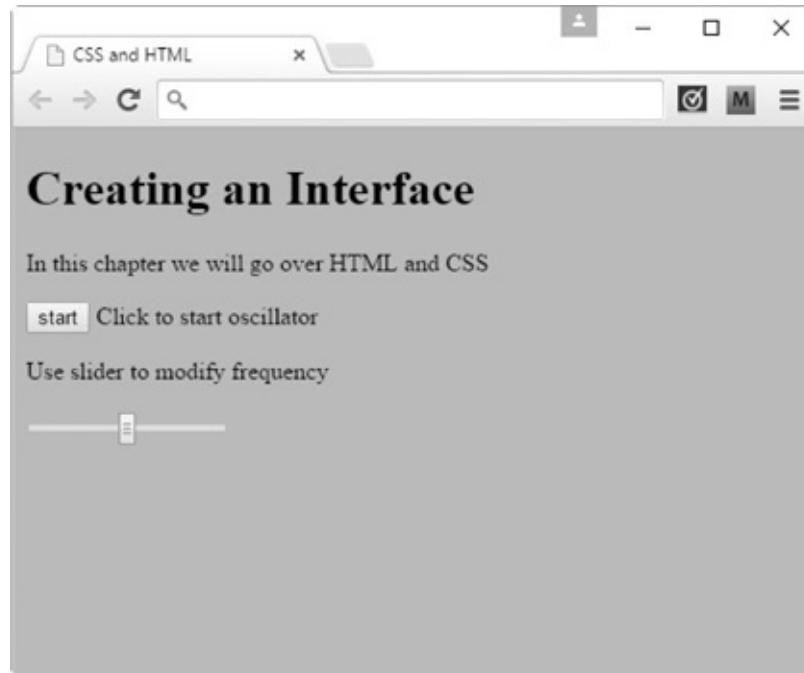 CSS and HTML
M
Creating an Interface
In this chapter we will go over HTML and CSS
start Click to start oscillator
Use slider to modify frequency